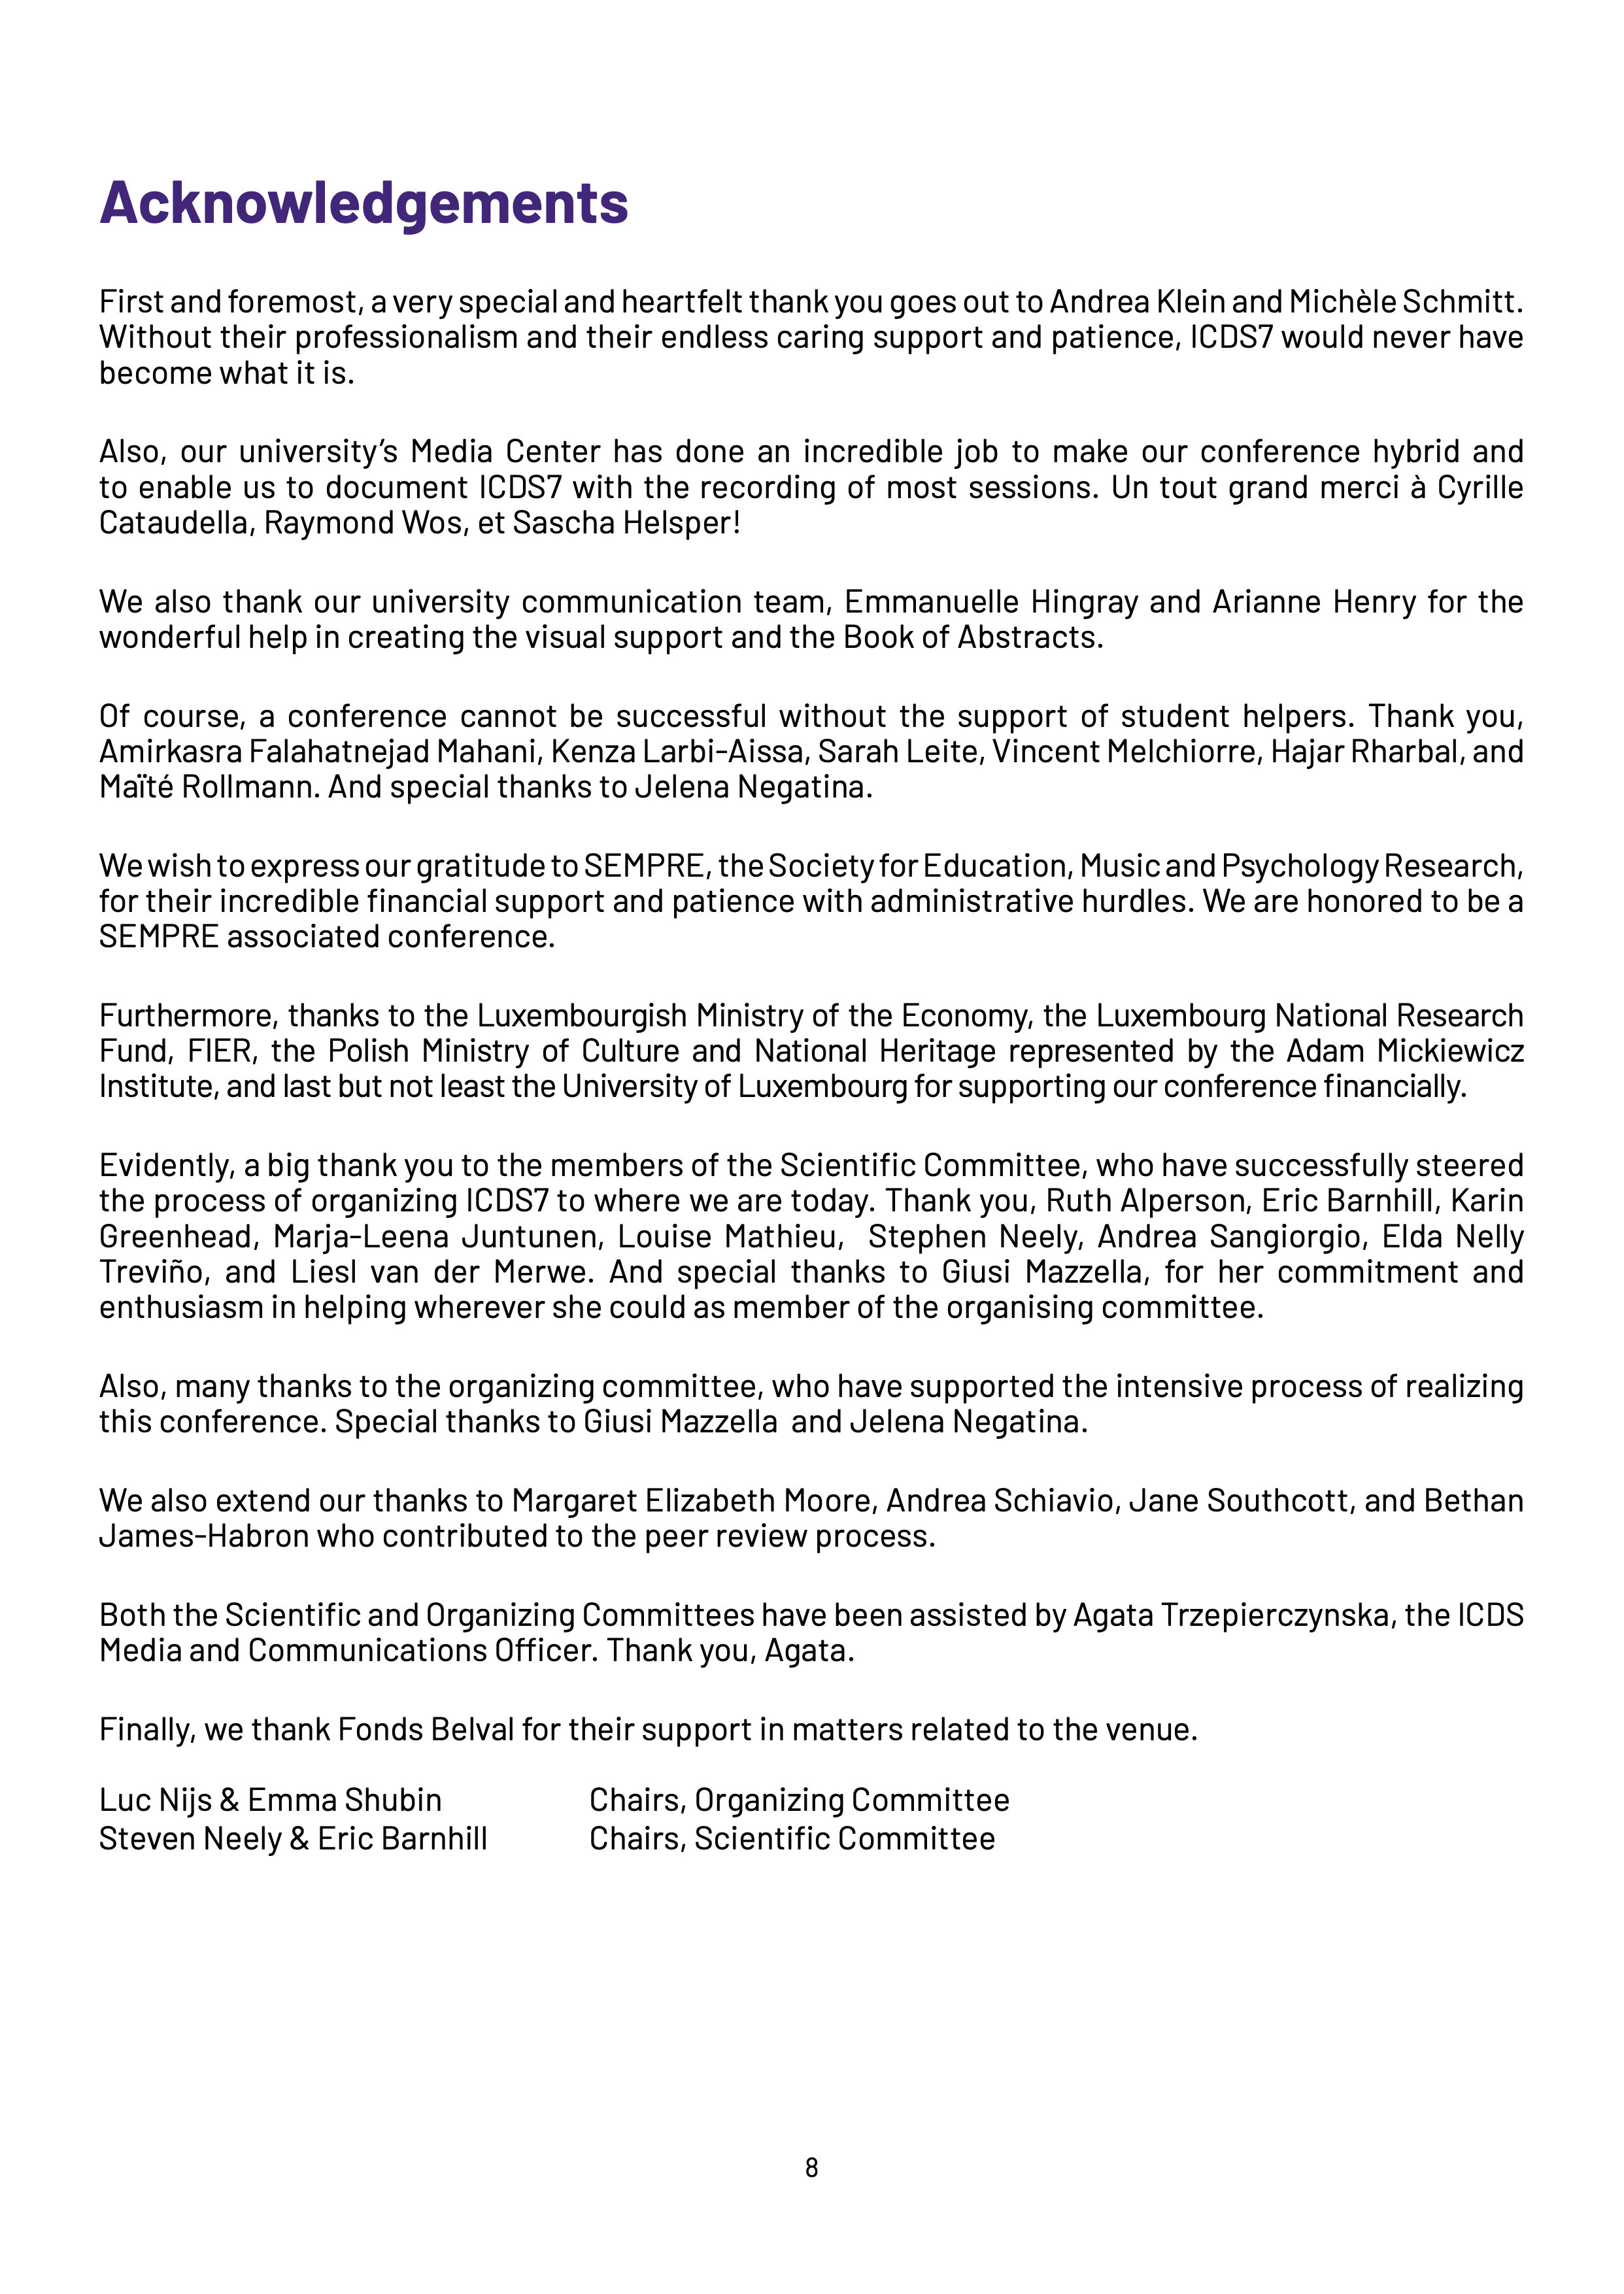 Acknowledgements
First and foremost, a very special and heartfelt thank you goes out to Andrea Klein and Michèle Schmitt.
Without their professionalism and their endless caring support and patience, ICDS7 would never have
become what it is.
Also, our university’s Media Center has done an incredible job to make our conference hybrid and
to enable us to document ICDS7 with the recording of most sessions. Un tout grand merci à Cyrille
Cataudella, Raymond Wos, et Sascha Helsper!
We also thank our university communication team, Emmanuelle Hingray and Arianne Henry for the
wonderful help in creating the visual support and the Book of Abstracts.
Of course, a conference cannot be successful without the support of student helpers. Thank you,
Amirkasra Falahatnejad Mahani, Kenza Larbi-Aissa, Sarah Leite, Vincent Melchiorre, Hajar Rharbal, and
Maïté Rollmann. And special thanks to Jelena Negatina.
We wish to express our gratitude to SEMPRE, the Society for Education, Music and Psychology Research,
for their incredible financial support and patience with administrative hurdles. We are honored to be a
SEMPRE associated conference.
Furthermore, thanks to the Luxembourgish Ministry of the Economy, the Luxembourg National Research
Fund, FIER, the Polish Ministry of Culture and National Heritage represented by the Adam Mickiewicz
Institute, and last but not least the University of Luxembourg for supporting our conference financially.
Evidently, a big thank you to the members of the Scientific Committee, who have successfully steered
the process of organizing ICDS7 to where we are today. Thank you, Ruth Alperson, Eric Barnhill, Karin
Greenhead, Marja-Leena Juntunen, Louise Mathieu, Stephen Neely, Andrea Sangiorgio, Elda Nelly
Treviño, and Liesl van der Merwe. And special thanks to Giusi Mazzella, for her commitment and
enthusiasm in helping wherever she could as member of the organising committee.
Also, many thanks to the organizing committee, who have supported the intensive process of realizing
this conference. Special thanks to Giusi Mazzella and Jelena Negatina.
We also extend our thanks to Margaret Elizabeth Moore, Andrea Schiavio, Jane Southcott, and Bethan
James-Habron who contributed to the peer review process.
Both the Scientific and Organizing Committees have been assisted by Agata Trzepierczynska, the ICDS
Media and Communications Officer. Thank you, Agata.
Finally, we thank Fonds Belval for their support in matters related to the venue.
Luc Nijs & Emma Shubin Chairs, Organizing Committee
Steven Neely & Eric Barnhill Chairs, Scientific Committee
8